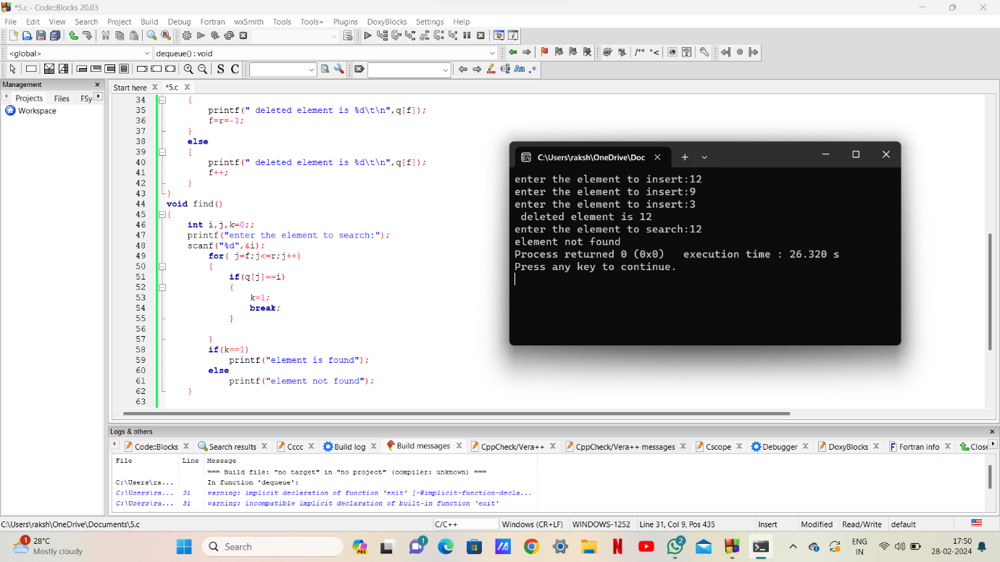 *5.c - Code::Blocks 20.03
File Edit View Search Project Build Debug Fortran wxSmith Tools Tools+ Plugins DoxyBlocks Settings Help
<global> dequeue() : void
/** *<
S C Aa .*
Management
Projects Files FSy
Workspace
Start here *5.c
34 {
35 printf(" deleted element is %d\t\n",q[f]);
36 f=r=-1;
37 }
38 else
39 {
40 printf(" deleted element is %d\t\n",q[f]);
41 f++;
42 }
43 }
44 void find()
45 {
46 int i,j,k=0;;
47 printf("enter the element to search:");
48 scanf("%d",&i);
49 for( j=f;j<=r;j++)
50 {
51 if(q[j]==i)
52 {
53 k=1;
54 break;
55 }
56
57 }
58 if(k==1)
59 printf("element is found");
60 else
61 printf("element not found");
62 }
63
C:\Users\raksh\OneDrive\Doc
enter the element to insert:12
enter the element to insert:9
enter the element to insert:3
deleted element is 12
enter the element to search:12
element not found
Process returned 0 (0x0) execution time : 26.320 s
Press any key to continue.
Logs & others
Code::Blocks Search results Cccc Build log Build messages CppCheck/Vera++ CppCheck/Vera++ messages Cscope Debugger DoxyBlocks Fortran info Close
File Line Message
=== Build file: "no target" in "no project" (compiler: unknown) ===
C:\Users\ra... In function 'dequeue':
C:\Users\ra... 31 warning: implicit declaration of function 'exit' [-Wimplicit-function-decla...
C:\Users\ra... 31 warning: incompatible implicit declaration of built-in function 'exit'
C:\Users\raksh\OneDrive\Documents\5.c C/C++ Windows (CR+LF) WINDOWS-1252 Line 31, Col 9, Pos 435 Insert Modified Read/Write default
1 28°C
Mostly cloudy
Search
PRE
1
2
ENG
IN
17:50
28-02-2024